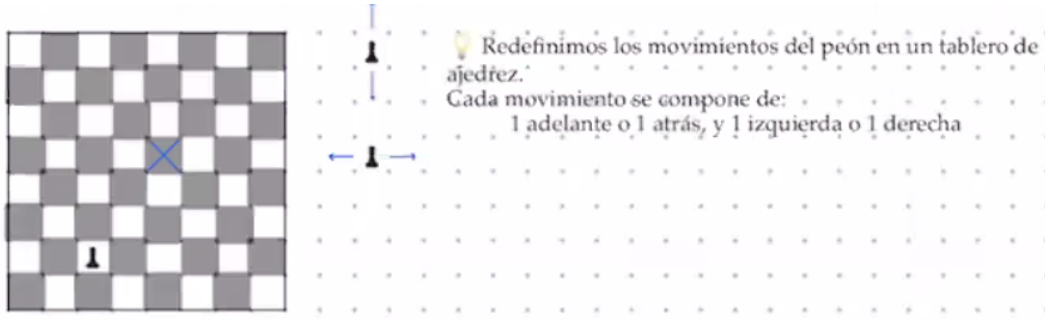 Redefinimos los movimientos del peón en un tablero de
ajedrez.
Cada movimiento se compone de:
1 adelante o 1 atrás, y 1 izquierda o 1 derecha